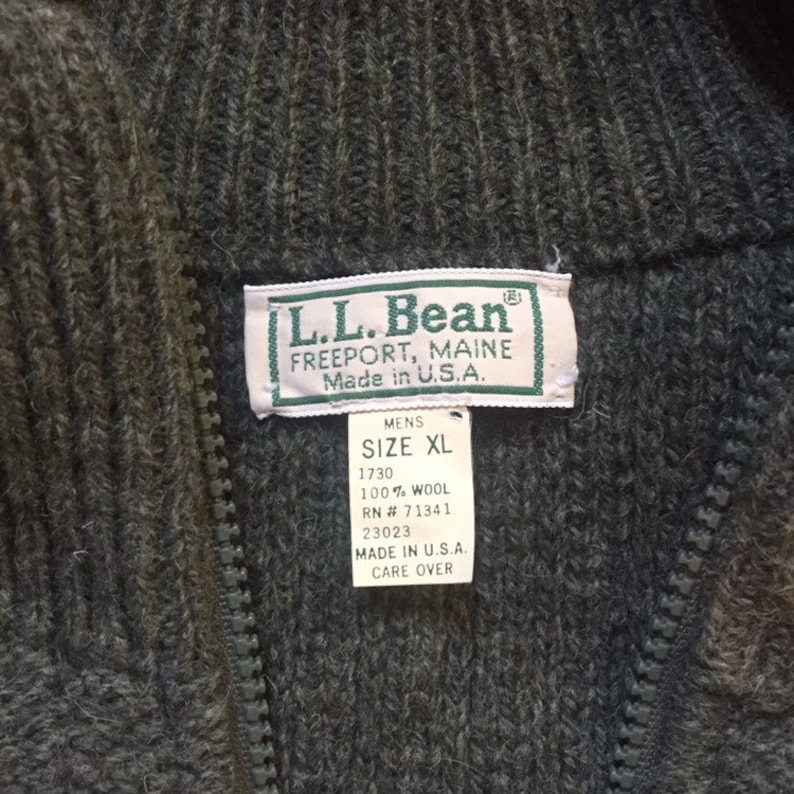 L.L.Bean®
FREEPORT, MAINE
Made in U.S.A.
MENS
SIZE XL
1730
100% WOOL
RN # 71341
23023
MADE IN U.S.A.
CARE OVER